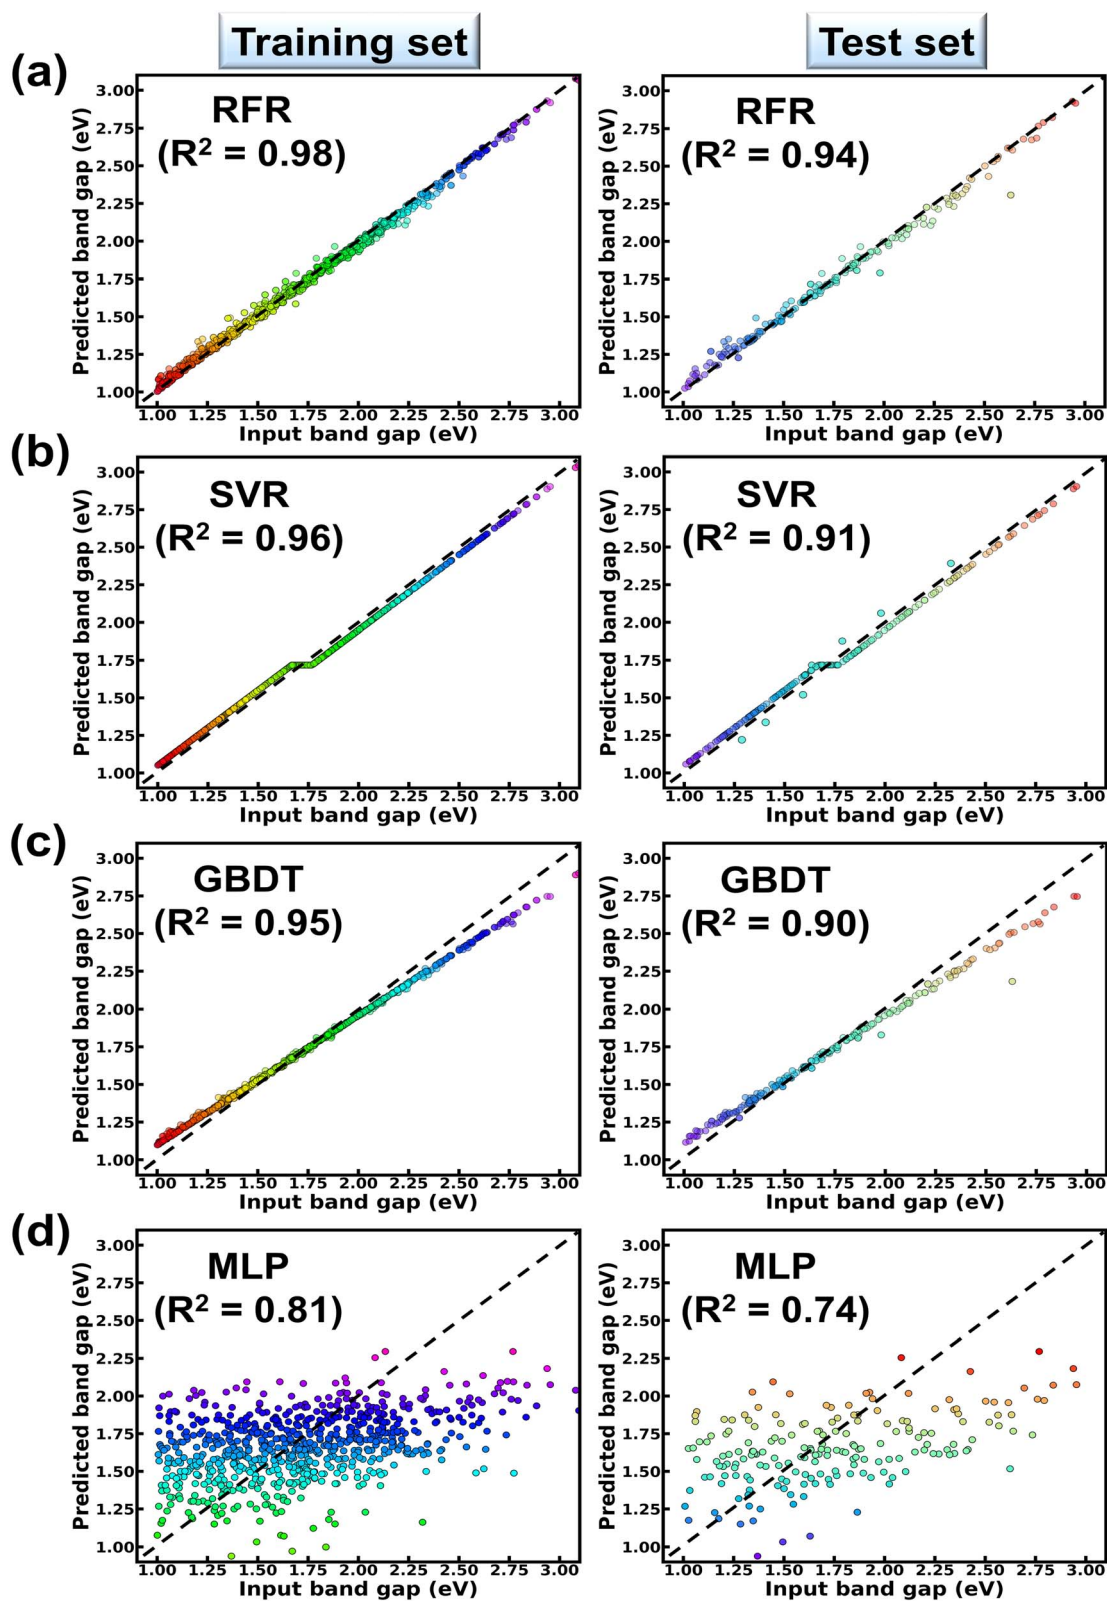 Training set
Test set
(a)
RFR
(R² = 0.98)
Predicted band gap (eV)
3.00
2.75
2.50
2.25
2.00
1.75
1.50
1.25
1.00
1.00 1.25 1.50 1.75 2.00 2.25 2.50 2.75 3.00
Input band gap (eV)
RFR
(R² = 0.94)
Predicted band gap (eV)
3.00
2.75
2.50
2.25
2.00
1.75
1.50
1.25
1.00
1.00 1.25 1.50 1.75 2.00 2.25 2.50 2.75 3.00
Input band gap (eV)
(b)
SVR
(R² = 0.96)
Predicted band gap (eV)
3.00
2.75
2.50
2.25
2.00
1.75
1.50
1.25
1.00
1.00 1.25 1.50 1.75 2.00 2.25 2.50 2.75 3.00
Input band gap (eV)
SVR
(R² = 0.91)
Predicted band gap (eV)
3.00
2.75
2.50
2.25
2.00
1.75
1.50
1.25
1.00
1.00 1.25 1.50 1.75 2.00 2.25 2.50 2.75 3.00
Input band gap (eV)
(c)
GBDT
(R² = 0.95)
Predicted band gap (eV)
3.00
2.75
2.50
2.25
2.00
1.75
1.50
1.25
1.00
1.00 1.25 1.50 1.75 2.00 2.25 2.50 2.75 3.00
Input band gap (eV)
GBDT
(R² = 0.90)
Predicted band gap (eV)
3.00
2.75
2.50
2.25
2.00
1.75
1.50
1.25
1.00
1.00 1.25 1.50 1.75 2.00 2.25 2.50 2.75 3.00
Input band gap (eV)
(d)
MLP
(R² = 0.81)
Predicted band gap (eV)
3.00
2.75
2.50
2.25
2.00
1.75
1.50
1.25
1.00
1.00 1.25 1.50 1.75 2.00 2.25 2.50 2.75 3.00
Input band gap (eV)
MLP
(R² = 0.74)
Predicted band gap (eV)
3.00
2.75
2.50
2.25
2.00
1.75
1.50
1.25
1.00
1.00 1.25 1.50 1.75 2.00 2.25 2.50 2.75 3.00
Input band gap (eV)